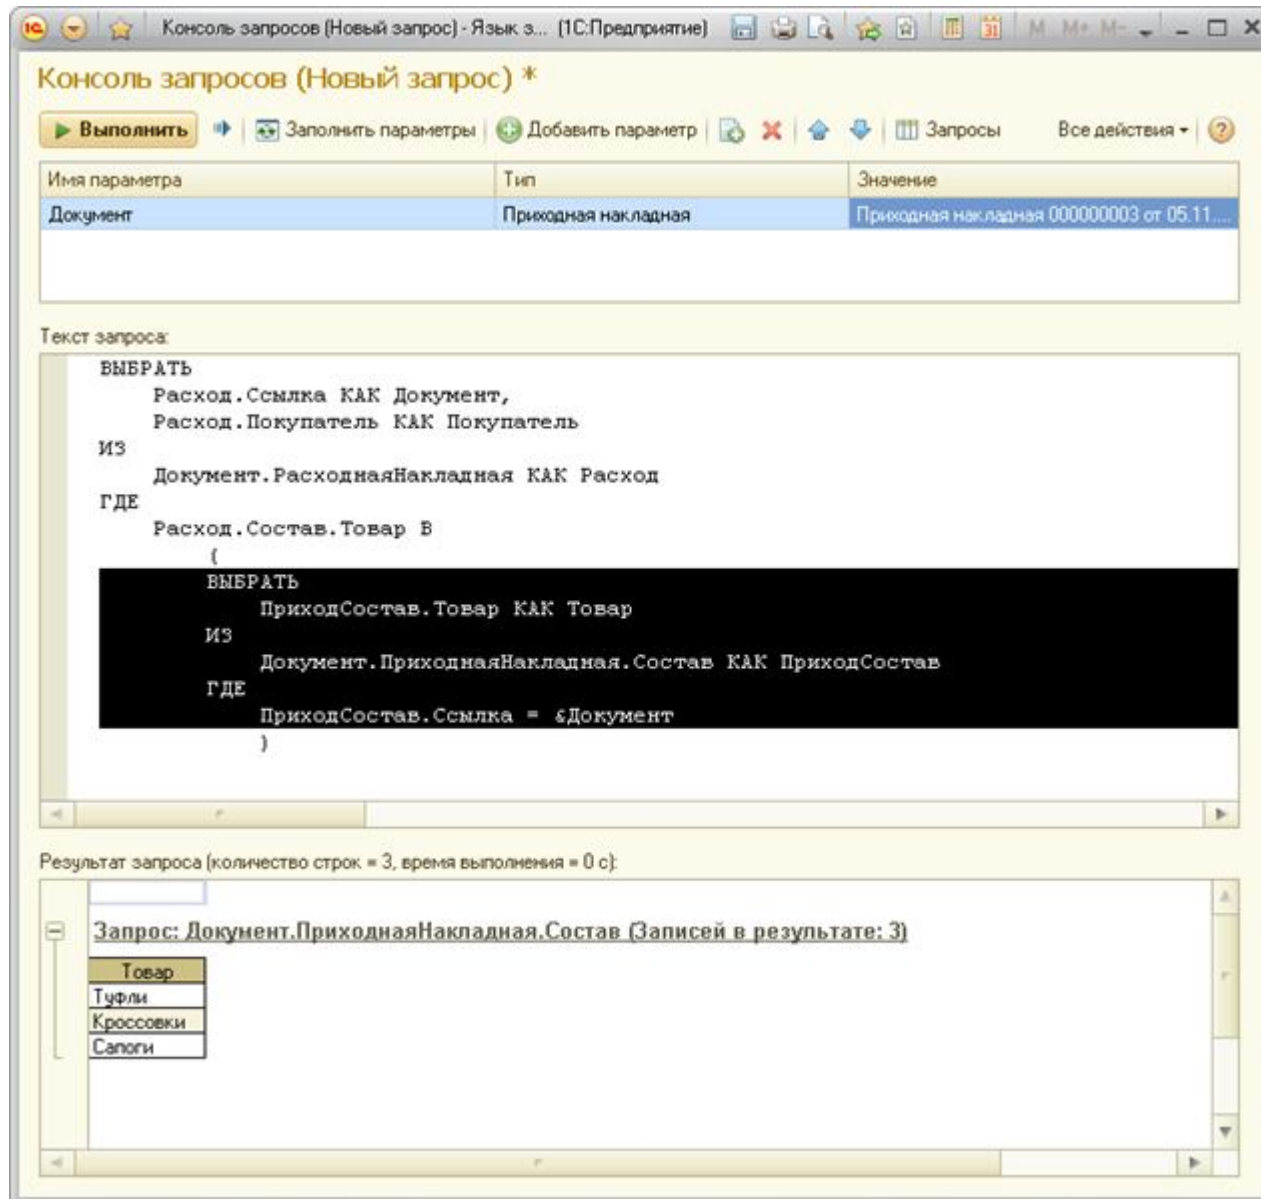 Консоль запросов (Новый запрос) - Язык з... (1С:Предприятие) M M+ M-
Консоль запросов (Новый запрос) *
Выполнить Заполнить параметры Добавить параметр Запросы Все действия ?
Имя параметра Тип Значение
Документ Приходная накладная Приходная накладная 000000003 от 05.11....
Текст запроса:
ВЫБРАТЬ
Расход.Ссылка КАК Документ,
Расход.Покупатель КАК Покупатель
ИЗ
Документ.РасходнаяНакладная КАК Расход
ГДЕ
Расход.Состав.Товар В
(
ВЫБРАТЬ
ПриходСостав.Товар КАК Товар
ИЗ
Документ.ПриходнаяНакладная.Состав КАК ПриходСостав
ГДЕ
ПриходСостав.Ссылка = &Документ
)
Результат запроса (количество строк = 3, время выполнения = 0 с):
Запрос: Документ.ПриходнаяНакладная.Состав (Записей в результате: 3)
Товар
Туфли
Кроссовки
Сапоги